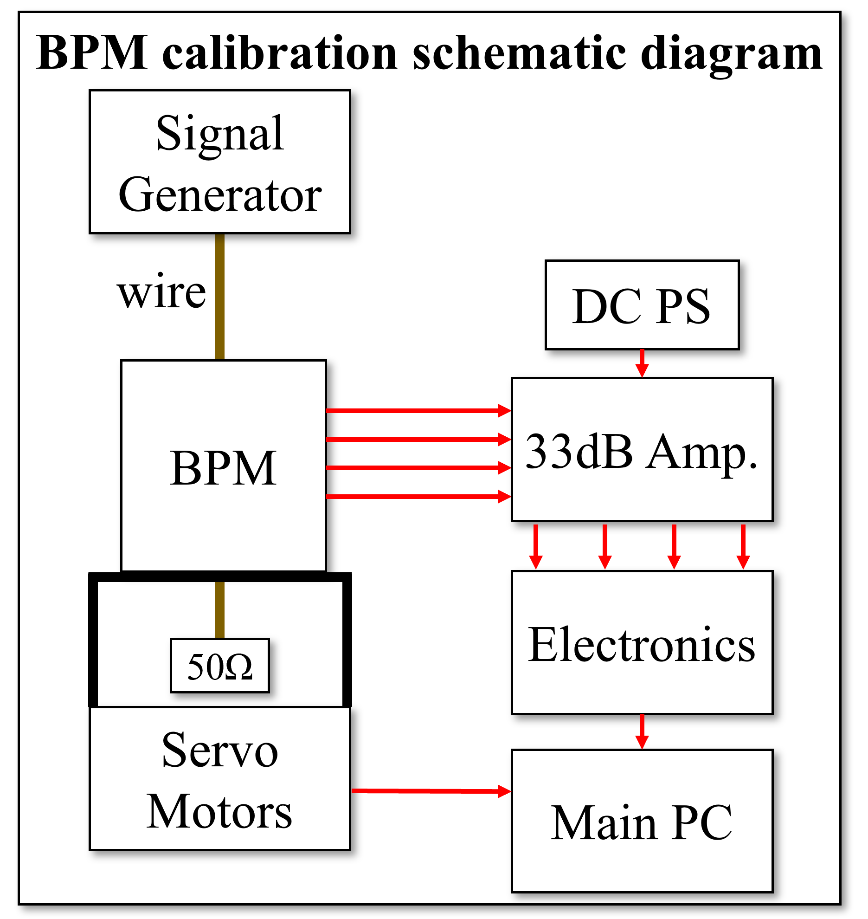 BPM calibration schematic diagram
Signal
Generator
wire
DC PS
BPM
33dB Amp.
50Ω
Electronics
Servo
Motors
Main PC